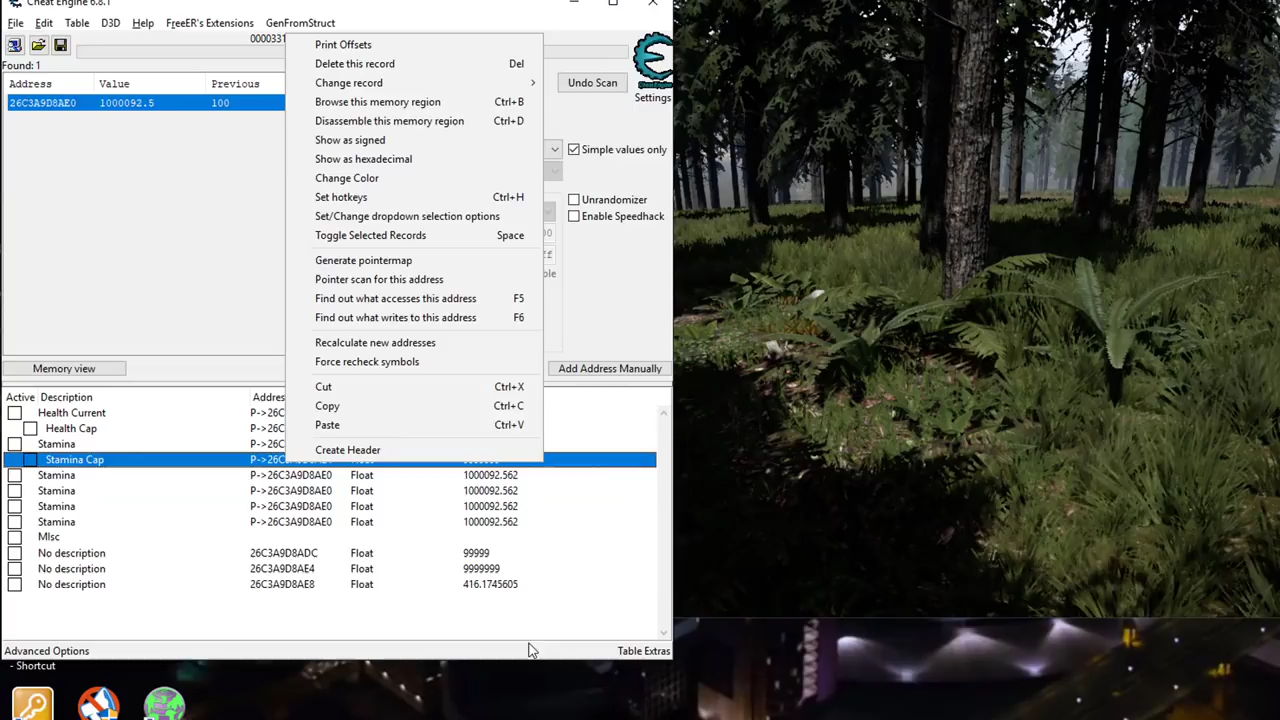 Cheat Engine 6.8.1
File Edit Table D3D Help FreeER's Extensions GenFromStruct
0000331
Found: 1
Address Value Previous
26C3A9D8AE0 1000092.5 100
Undo Scan
Settings
Simple values only
Unrandomizer
Enable Speedhack
Print Offsets
Delete this record Del
Change record
Browse this memory region Ctrl+B
Disassemble this memory region Ctrl+D
Show as signed
Show as hexadecimal
Change Color
Set hotkeys Ctrl+H
Set/Change dropdown selection options
Toggle Selected Records Space
Generate pointermap
Pointer scan for this address
Find out what accesses this address F5
Find out what writes to this address F6
Recalculate new addresses
Force recheck symbols
Cut Ctrl+X
Copy Ctrl+C
Paste Ctrl+V
Create Header
Memory view
Add Address Manually
Active Description Addres
Health Current P->26C
Health Cap P->26C
Stamina P->26C
Stamina Cap
Stamina P->26C3A9D8AE0 Float 1000092.562
Stamina P->26C3A9D8AE0 Float 1000092.562
Stamina P->26C3A9D8AE0 Float 1000092.562
Stamina P->26C3A9D8AE0 Float 1000092.562
MIsc
No description 26C3A9D8ADC Float 99999
No description 26C3A9D8AE4 Float 9999999
No description 26C3A9D8AE8 Float 416.1745605
Advanced Options Table Extras
- Shortcut